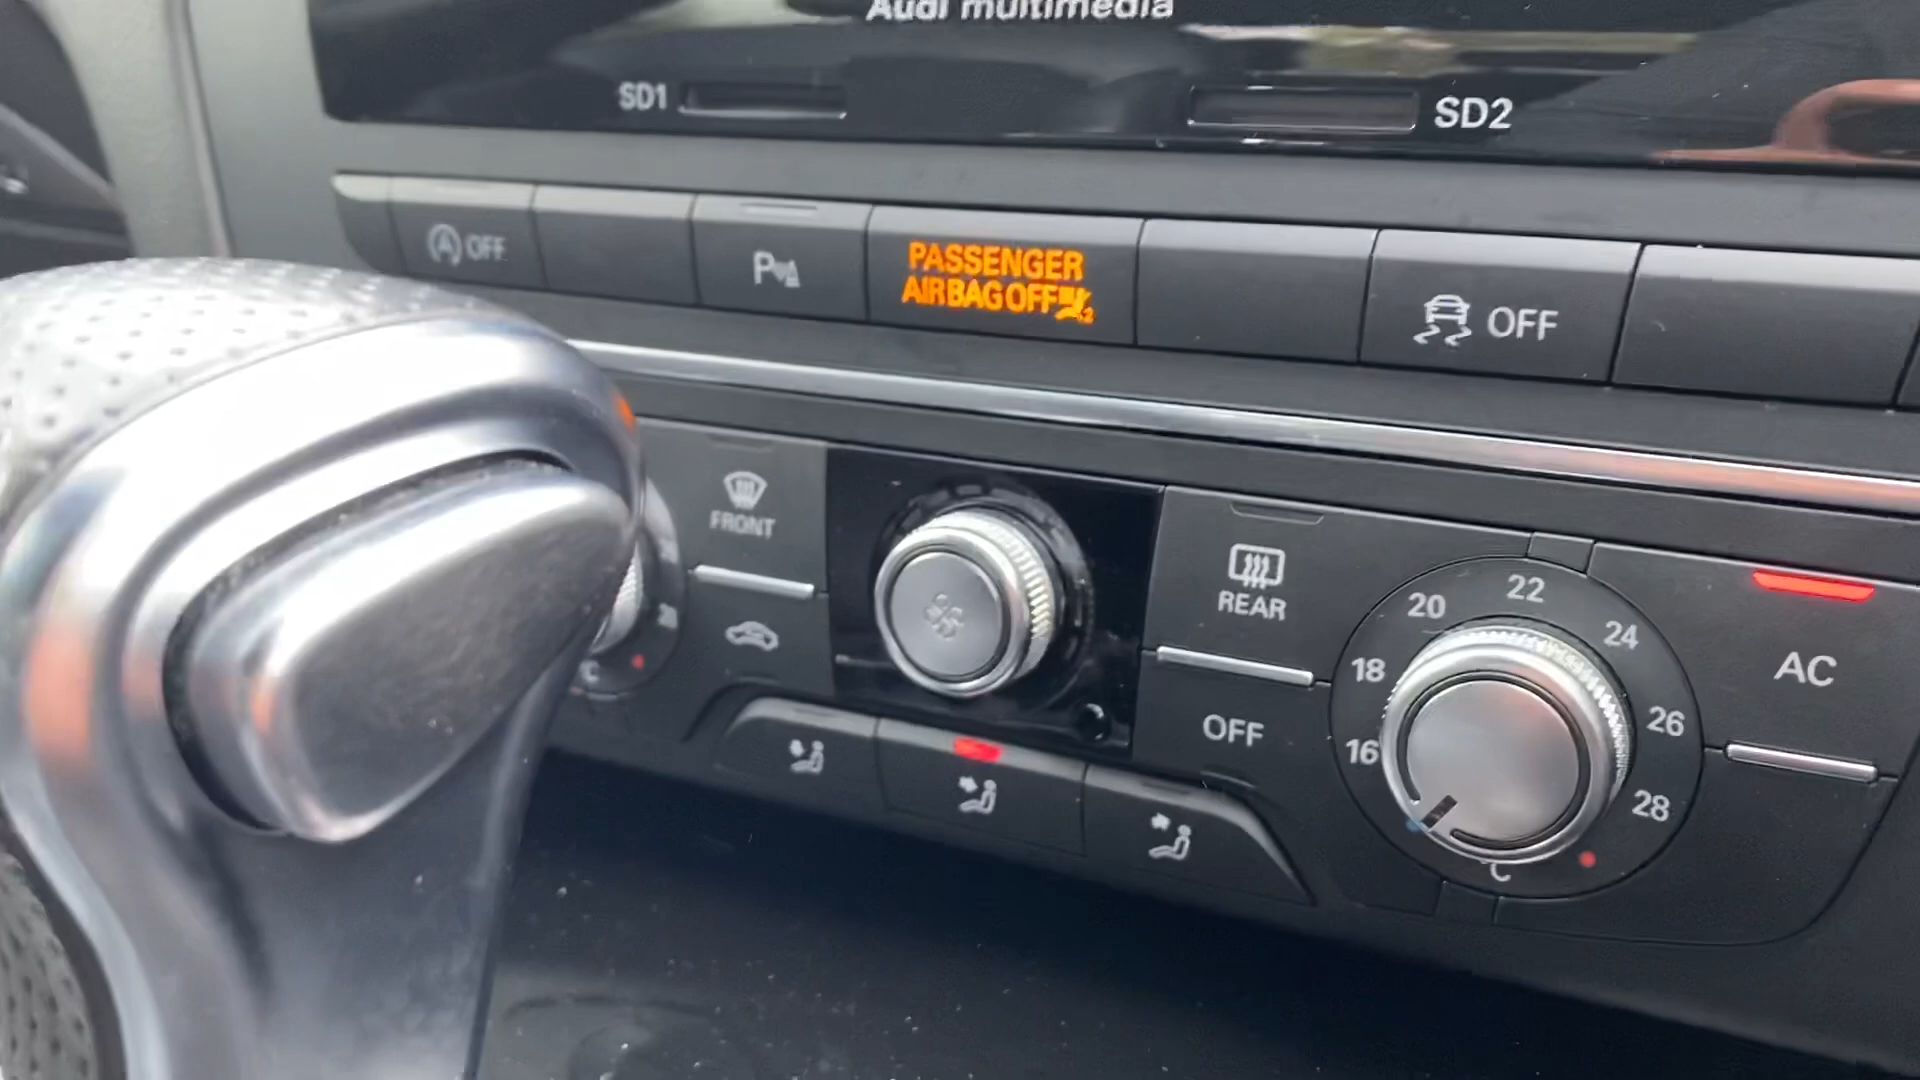 Audi multimedia
SD1
SD2
OFF
P
PASSENGER
AIRBAG OFF
OFF
FRONT
REAR
OFF
16
18
20
22
24
26
28
°C
AC